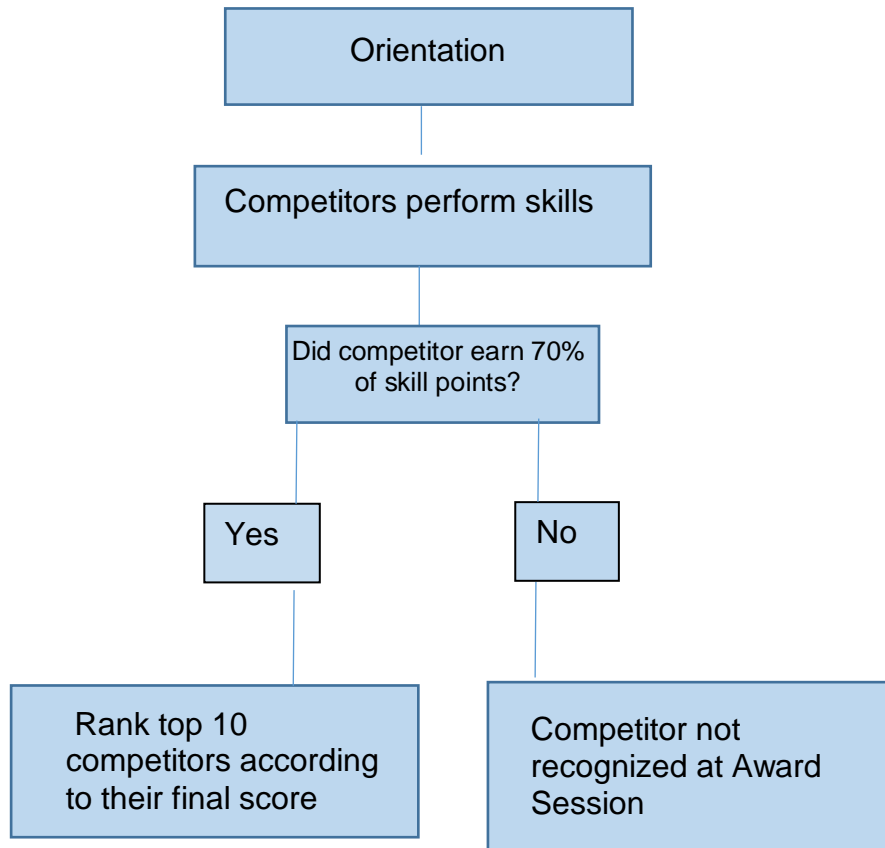 Orientation
Competitors perform skills
Did competitor earn 70%
of skill points?
Yes
No
Rank top 10
competitors according
to their final score
Competitor not
recognized at Award
Session